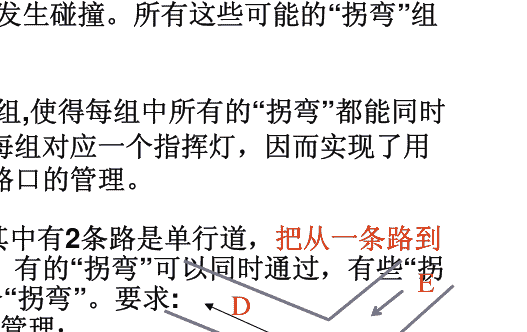 发生碰撞。所有这些可能的“拐弯”组
组,使得每组中所有的“拐弯”都能同时
每组对应一个指挥灯，因而实现了用
路口的管理。
其中有2条路是单行道，把从一条路到
有的“拐弯”可以同时通过，有些“拐
“拐弯”。要求:
E
D
管理: